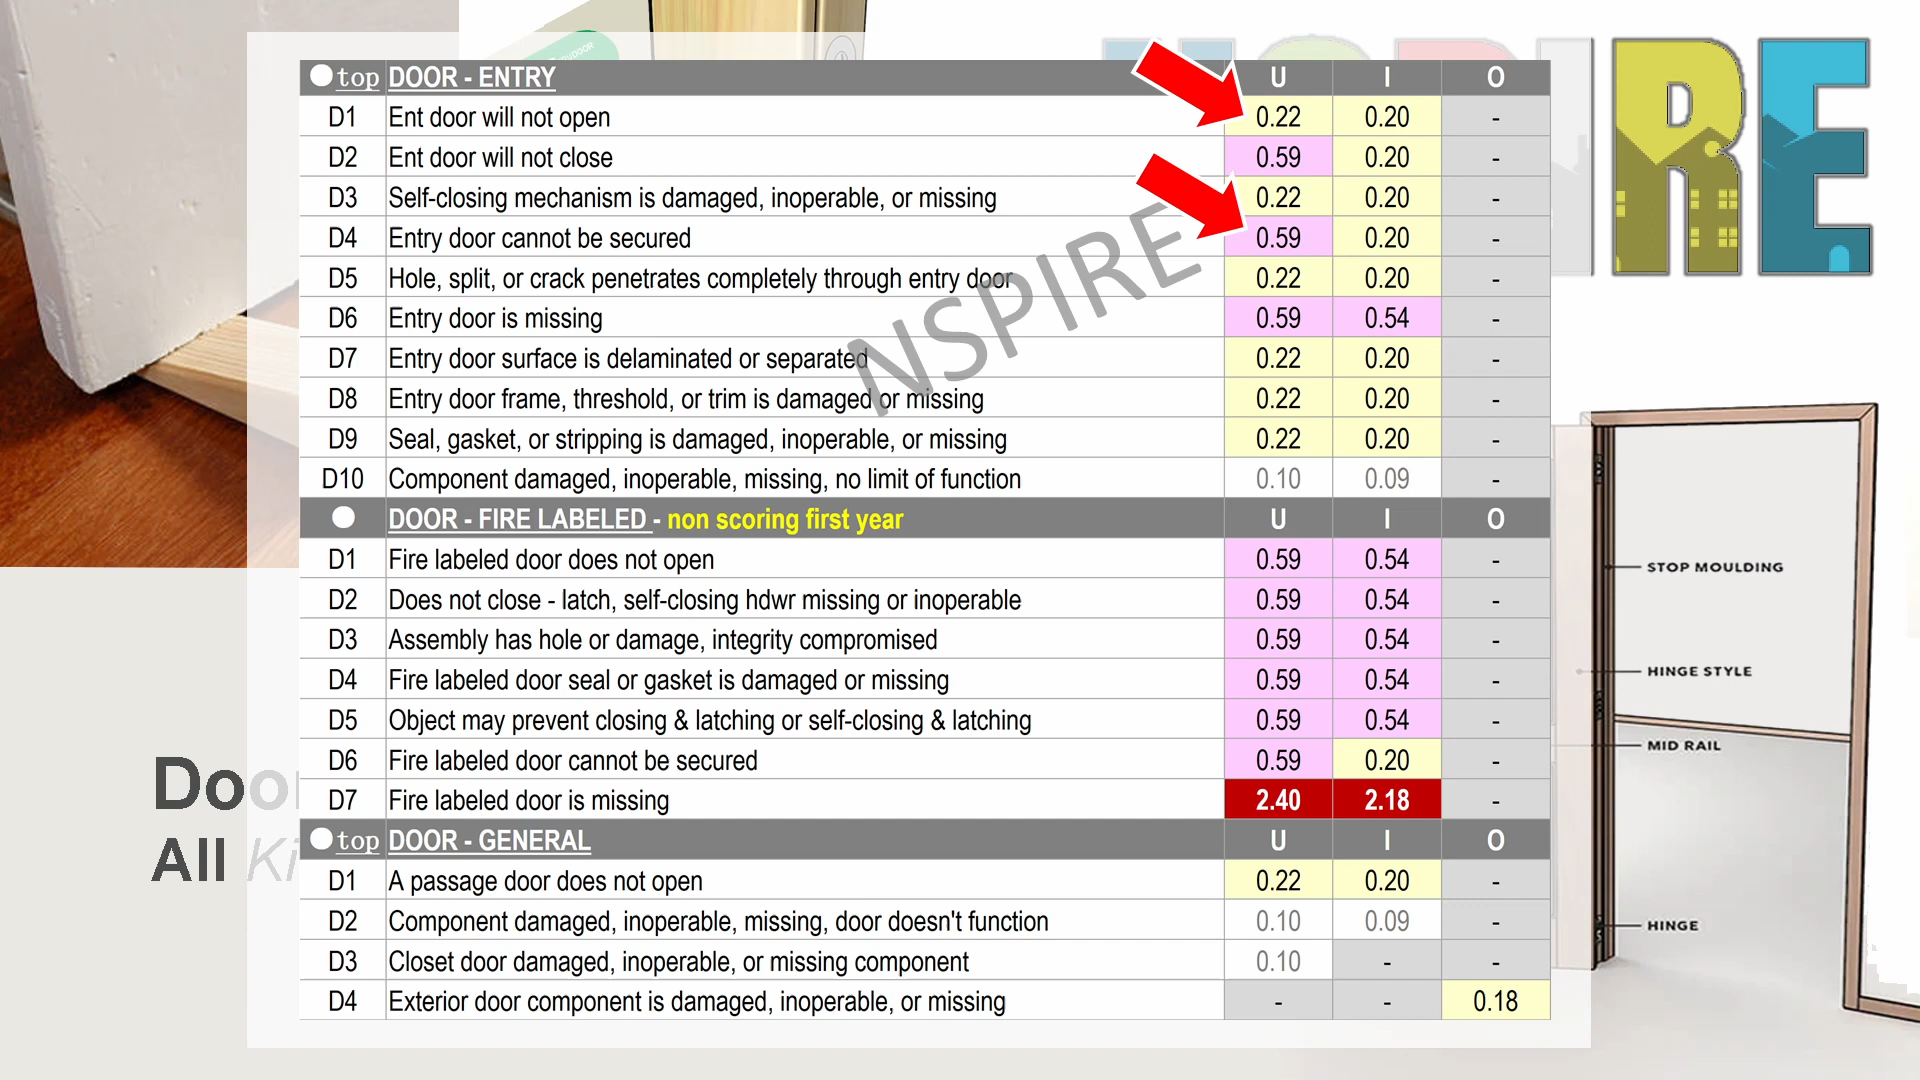 top DOOR - ENTRY U I O
D1 Ent door will not open 0.22 0.20 -
D2 Ent door will not close 0.59 0.20 -
D3 Self-closing mechanism is damaged, inoperable, or missing 0.22 0.20 -
D4 Entry door cannot be secured 0.59 0.20 -
D5 Hole, split, or crack penetrates completely through entry door 0.22 0.20 -
D6 Entry door is missing 0.59 0.54 -
D7 Entry door surface is delaminated or separated 0.22 0.20 -
D8 Entry door frame, threshold, or trim is damaged or missing 0.22 0.20 -
D9 Seal, gasket, or stripping is damaged, inoperable, or missing 0.22 0.20 -
D10 Component damaged, inoperable, missing, no limit of function 0.10 0.09 -
NSPIRE
DOOR - FIRE LABELED - non scoring first year U I O
D1 Fire labeled door does not open 0.59 0.54 -
D2 Does not close - latch, self-closing hdwr missing or inoperable 0.59 0.54 -
D3 Assembly has hole or damage, integrity compromised 0.59 0.54 -
D4 Fire labeled door seal or gasket is damaged or missing 0.59 0.54 -
D5 Object may prevent closing & latching or self-closing & latching 0.59 0.54 -
D6 Fire labeled door cannot be secured 0.59 0.20 -
D7 Fire labeled door is missing 2.40 2.18 -
top DOOR - GENERAL U I O
D1 A passage door does not open 0.22 0.20 -
D2 Component damaged, inoperable, missing, door doesn't function 0.10 0.09 -
D3 Closet door damaged, inoperable, or missing component 0.10 - -
D4 Exterior door component is damaged, inoperable, or missing - - 0.18
Doo
All Ki
RE
STOP MOULDING
HINGE STYLE
MID RAIL
HINGE